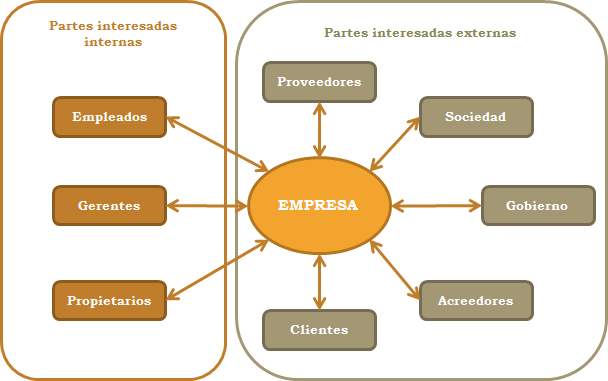 Partes interesadas
internas
Partes interesadas externas
Proveedores
Empleados
Sociedad
Gerentes
EMPRESA
Gobierno
Propietarios
Acreedores
Clientes